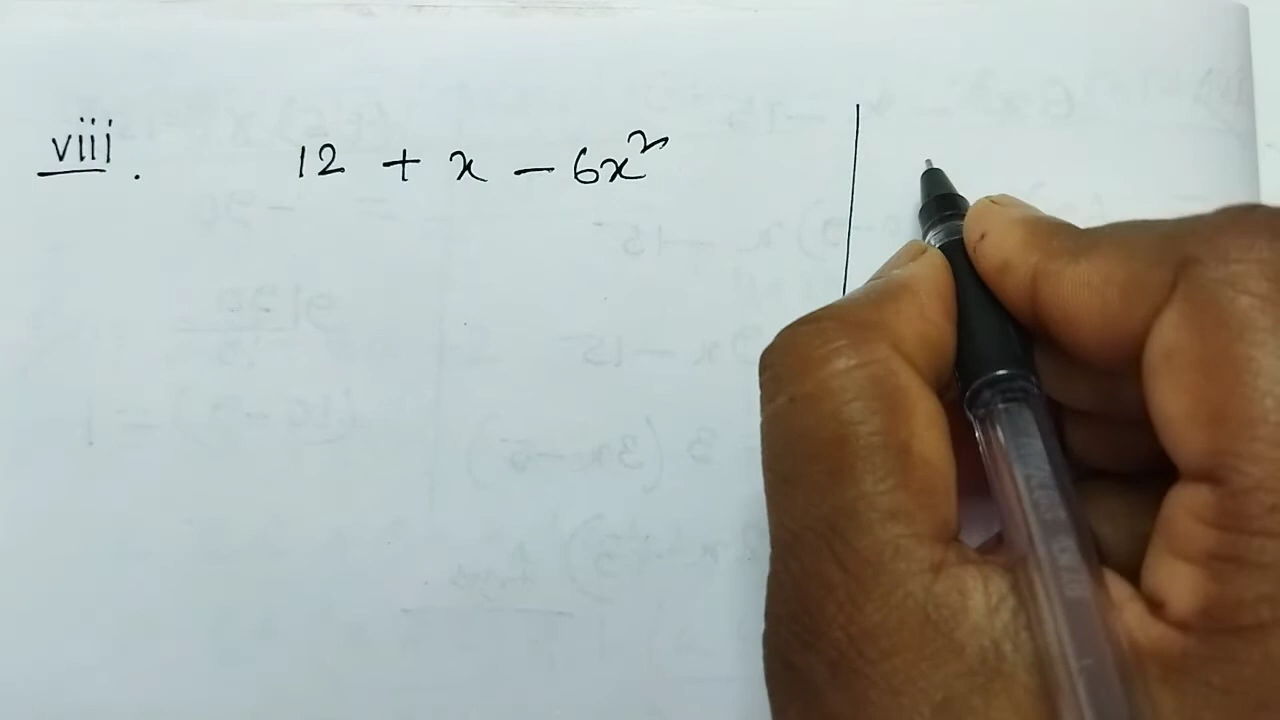 viii. 12 + x - 6x²